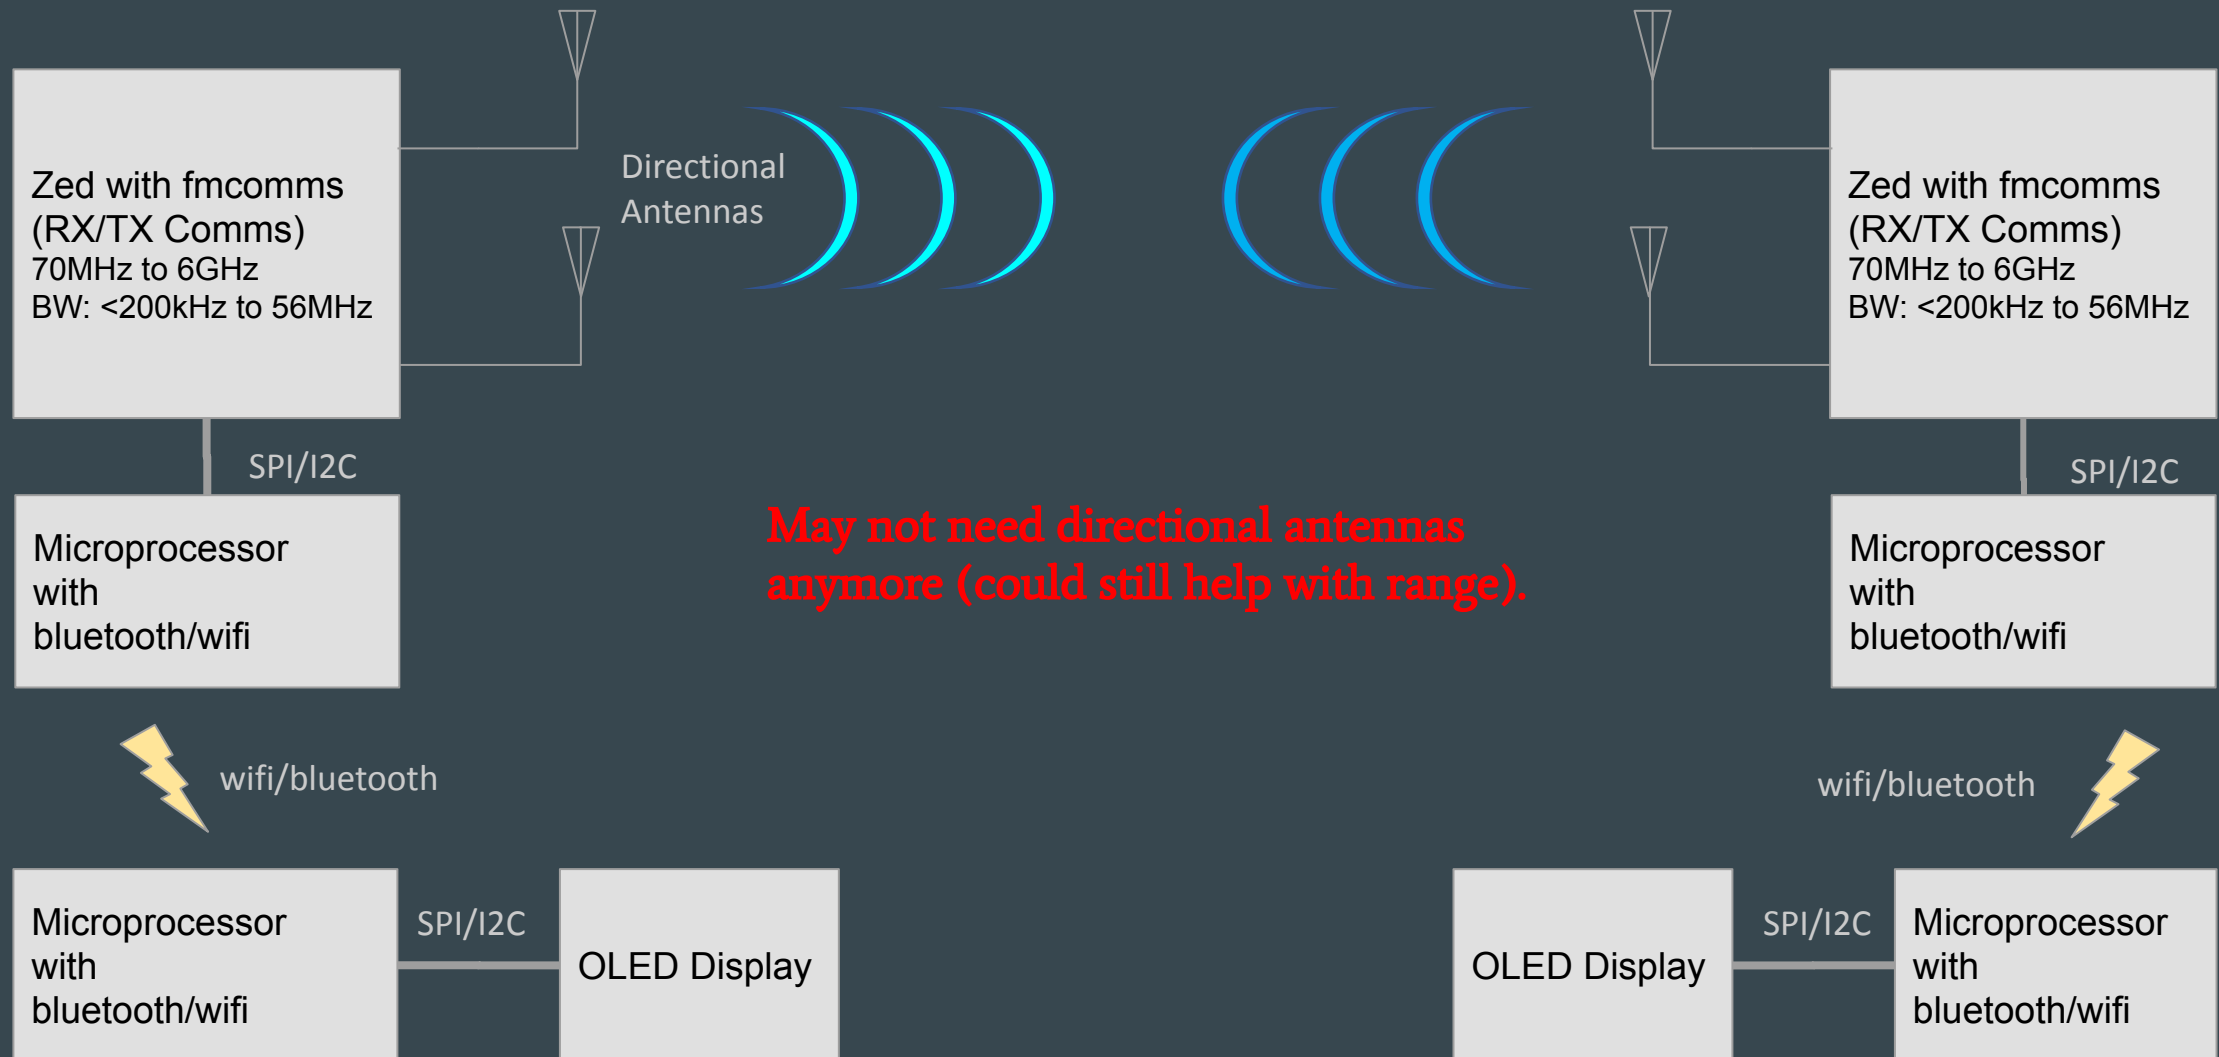 Zed with fmcomms
(RX/TX Comms)
70MHz to 6GHz
BW: <200kHz to 56MHz
Directional
Antennas
Zed with fmcomms
(RX/TX Comms)
70MHz to 6GHz
BW: <200kHz to 56MHz
SPI/I2C
SPI/I2C
May not need directional antennas
anymore (could still help with range).
Microprocessor
with
bluetooth/wifi
Microprocessor
with
bluetooth/wifi
wifi/bluetooth
wifi/bluetooth
Microprocessor
with
bluetooth/wifi
SPI/I2C
OLED Display
OLED Display
SPI/I2C
Microprocessor
with
bluetooth/wifi